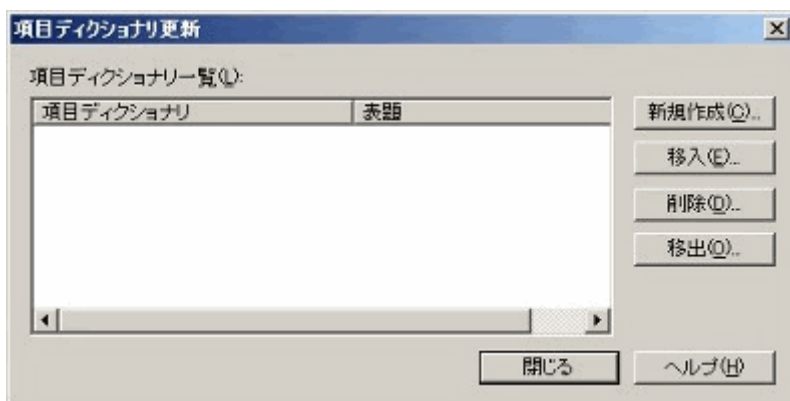 項目ディクショナリ更新
項目ディクショナリ一覧(L):
項目ディクショナリ 表題
新規作成(C)...
移入(E)...
削除(D)...
移出(O)...
閉じる
ヘルプ(H)